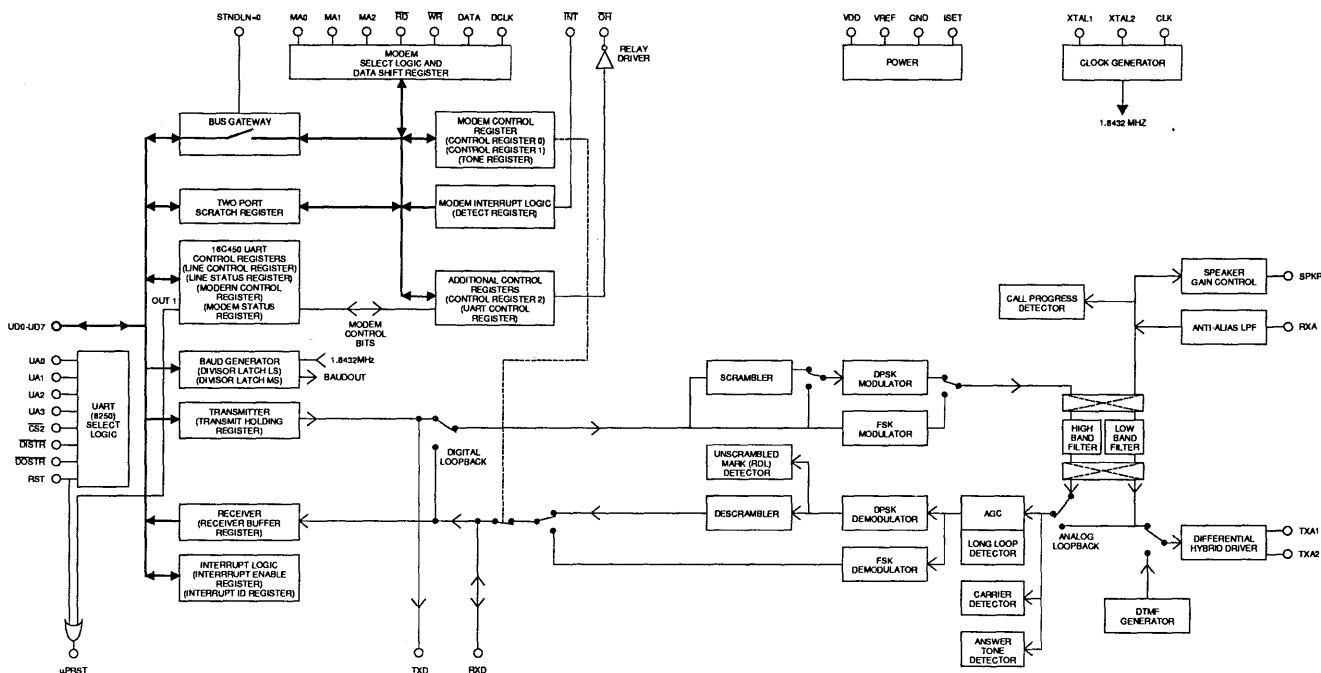 STNDLN=0
MA0 MA1 MA2 RD WR DATA DCLK
INT
OH
VDD VREF GND ISET
XTAL1 XTAL2 CLK
MODEM
SELECT LOGIC AND
DATA SHIFT REGISTER
RELAY
DRIVER
POWER
CLOCK GENERATOR
1.8432 MHZ
BUS GATEWAY
MODEM CONTROL
REGISTER
(CONTROL REGISTER 0)
(CONTROL REGISTER 1)
(TONE REGISTER)
TWO PORT
SCRATCH REGISTER
MODEM INTERRUPT LOGIC
(DETECT REGISTER)
16C450 UART
CONTROL REGISTERS
(LINE CONTROL REGISTER)
(LINE STATUS REGISTER)
(MODERN CONTROL
REGISTER)
(MODEM STATUS
REGISTER)
OUT 1
ADDITIONAL CONTROL
REGISTERS
(CONTROL REGISTER 2)
(UART CONTROL
REGISTER)
MODEM
CONTROL
BITS
CALL PROGRESS
DETECTOR
SPEAKER
GAIN CONTROL
SPKR
ANTI-ALIAS LPF
RXA
UD0-UD7
UA0
UA1
UA2
UA3
CS2
DISTR
DOSTR
RST
UART
(8250)
SELECT
LOGIC
BAUD GENERATOR
(DIVISOR LATCH LS)
(DIVISOR LATCH MS)
1.8432MHz
BAUDOUT
TRANSMITTER
(TRANSMIT HOLDING
REGISTER)
DIGITAL
LOOPBACK
SCRAMBLER
DPSK
MODULATOR
FSK
MODULATOR
HIGH
BAND
FILTER
LOW
BAND
FILTER
UNSCRAMBLED
MARK (RDL)
DETECTOR
RECEIVER
(RECEIVER BUFFER
REGISTER)
DESCRAMBLER
DPSK
DEMODULATOR
AGC
LONG LOOP
DETECTOR
ANALOG
LOOPBACK
DIFFERENTIAL
HYBRID DRIVER
TXA1
TXA2
FSK
DEMODULATOR
INTERRUPT LOGIC
(INTERRRUPT ENABLE
REGISTER)
(INTERRUPT ID REGISTER)
CARRIER
DETECTOR
DTMF
GENERATOR
ANSWER
TONE
DETECTOR
µPRST
TXD
RXD